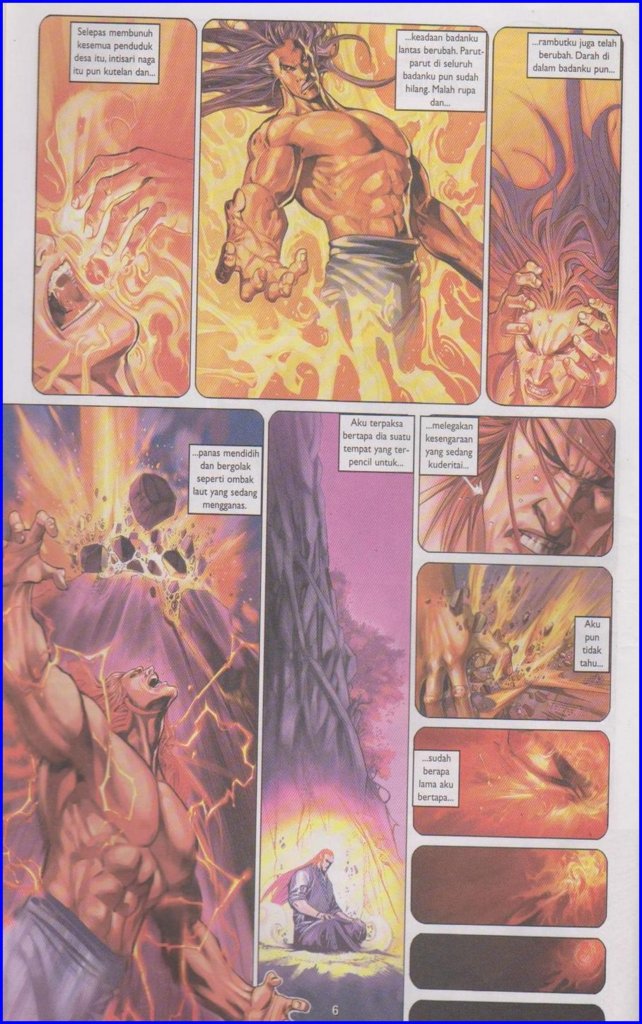 Selepas membunuh
kesemua penduduk
desa itu, intisari naga
itu pun kutelan dan...
...keadaan badanku
lantas berubah. Parut-
parut di seluruh
badanku pun sudah
hilang. Malah rupa
dan...
...rambutku juga telah
berubah. Darah di
dalam badanku pun...
...panas mendidih
dan bergolak
seperti ombak
laut yang sedang
mengganas.
Aku terpaksa
bertapa dia suatu
tempat yang ter-
pencil untuk...
...melegakan
kesengaraan
yang sedang
kuderitai...
Aku
pun
tidak
tahu...
...sudah
berapa
lama aku
bertapa...
6